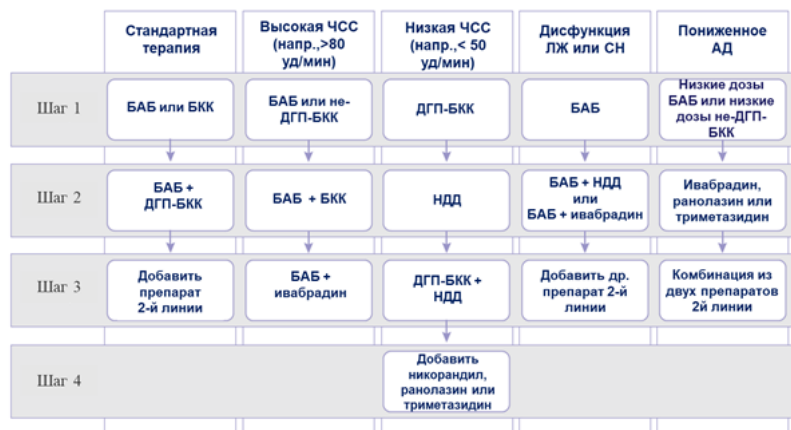 Стандартная
терапия
Высокая ЧСС
(напр.,>80
уд/мин)
Низкая ЧСС
(напр.,< 50
уд/мин)
Дисфункция
ЛЖ или СН
Пониженное
АД
Шаг 1
БАБ или БКК
БАБ или не-
ДГП-БКК
ДГП-БКК
БАБ
Низкие дозы
БАБ или низкие
дозы не-ДГП-
БКК
Шаг 2
БАБ +
ДГП-БКК
БАБ + БКК
НДД
БАБ + НДД
или
БАБ + ивабрадин
Ивабрадин,
ранолазин или
триметазидин
Шаг 3
Добавить
препарат
2-й линии
БАБ +
ивабрадин
ДГП-БКК +
НДД
Добавить др.
препарат 2-й
линии
Комбинация из
двух препаратов
2й линии
Шаг 4
Добавить
никорандил,
ранолазин или
триметазидин